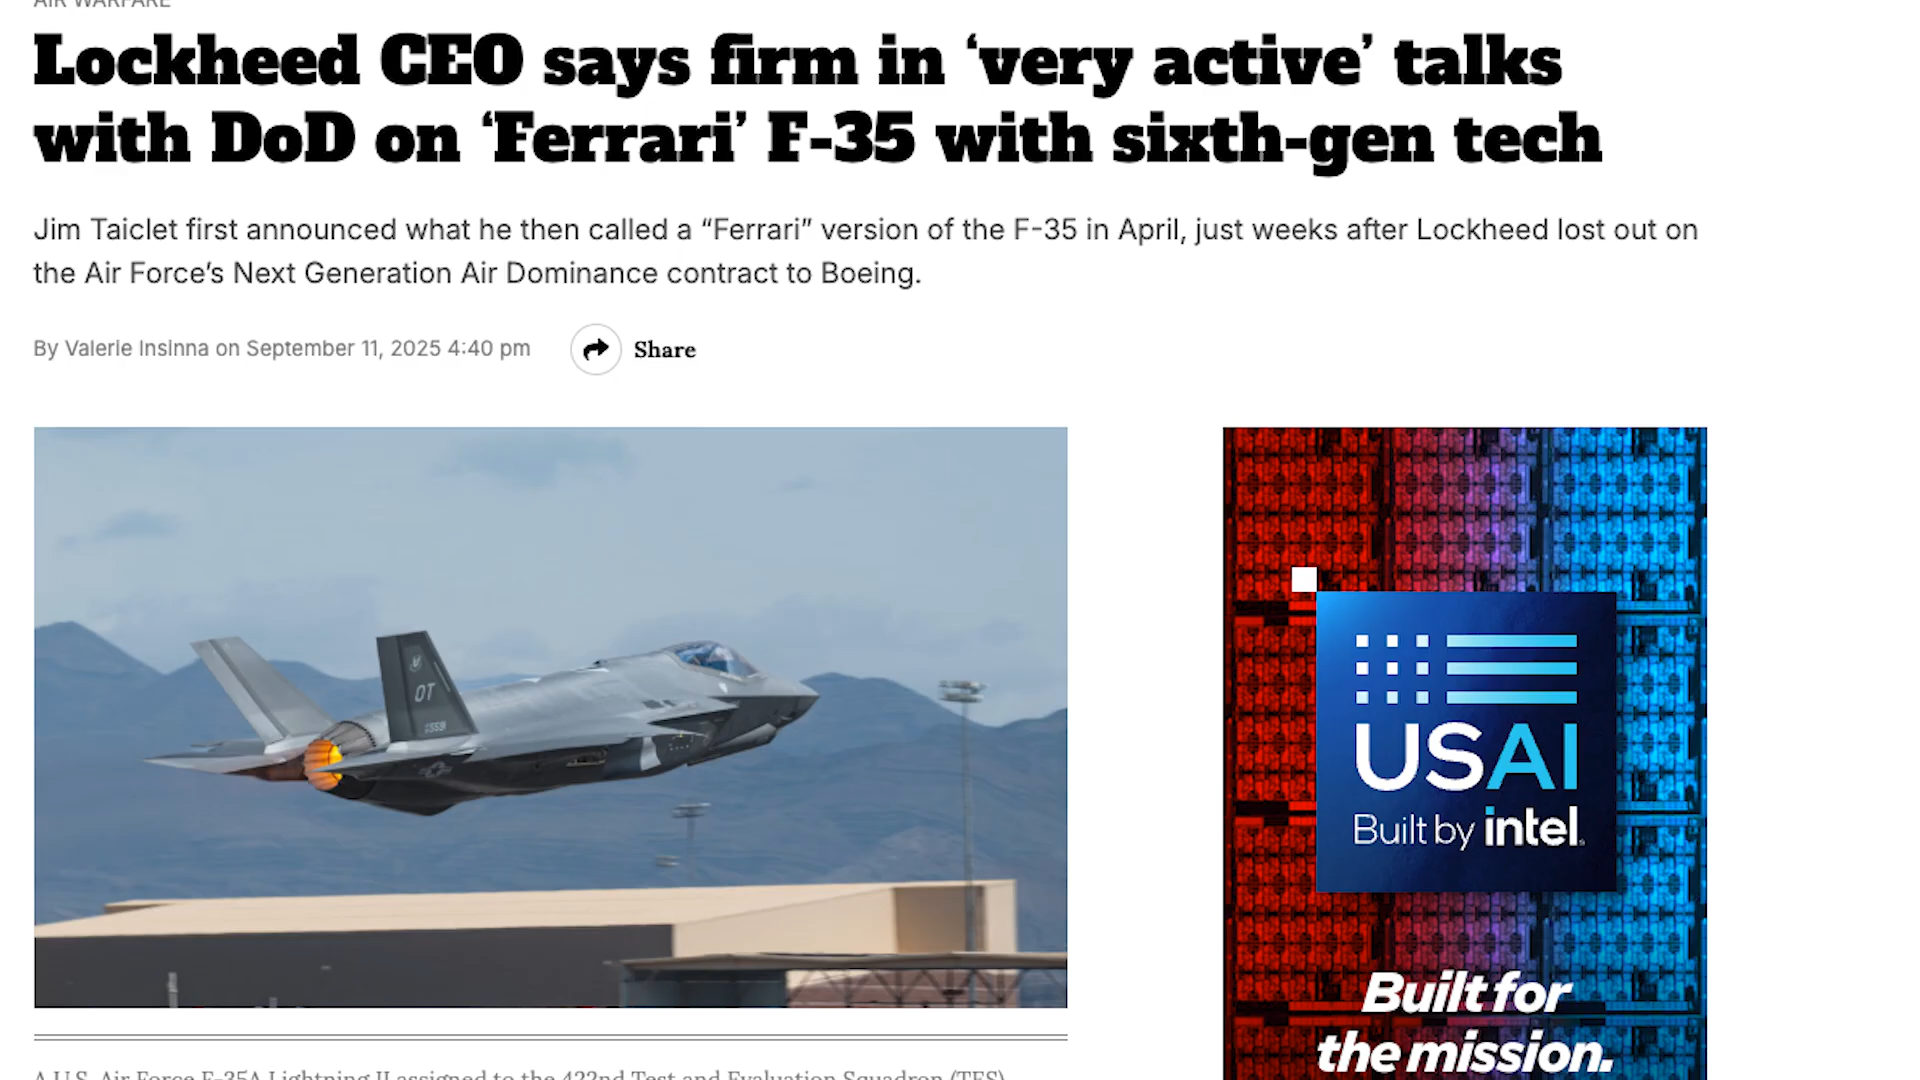 AIR WARFARE
Lockheed CEO says firm in ‘very active’ talks
with DoD on ‘Ferrari’ F-35 with sixth-gen tech
Jim Taiclet first announced what he then called a “Ferrari” version of the F-35 in April, just weeks after Lockheed lost out on
the Air Force’s Next Generation Air Dominance contract to Boeing.
By Valerie Insinna on September 11, 2025 4:40 pm
Share
OT
USAI
Built by intel.
Built for
the mission.
A U.S. Air Force F-35A Lightning II assigned to the 422nd Test and Evaluation Squadron (TES)